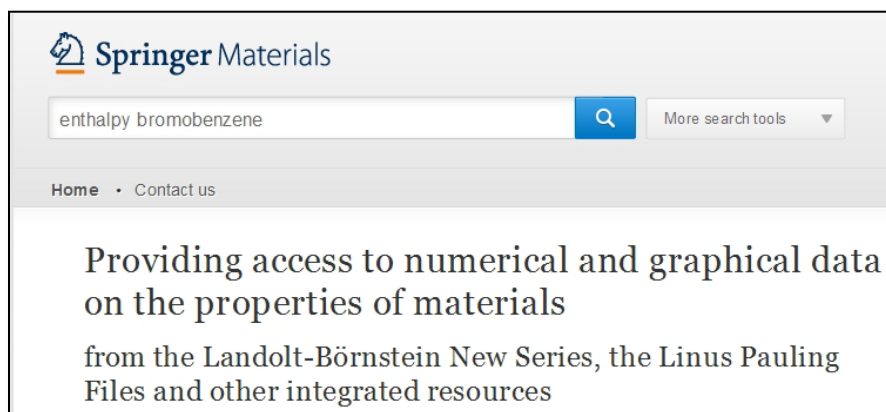 Springer Materials
enthalpy bromobenzene
More search tools
Home • Contact us
Providing access to numerical and graphical data
on the properties of materials
from the Landolt-Börnstein New Series, the Linus Pauling
Files and other integrated resources